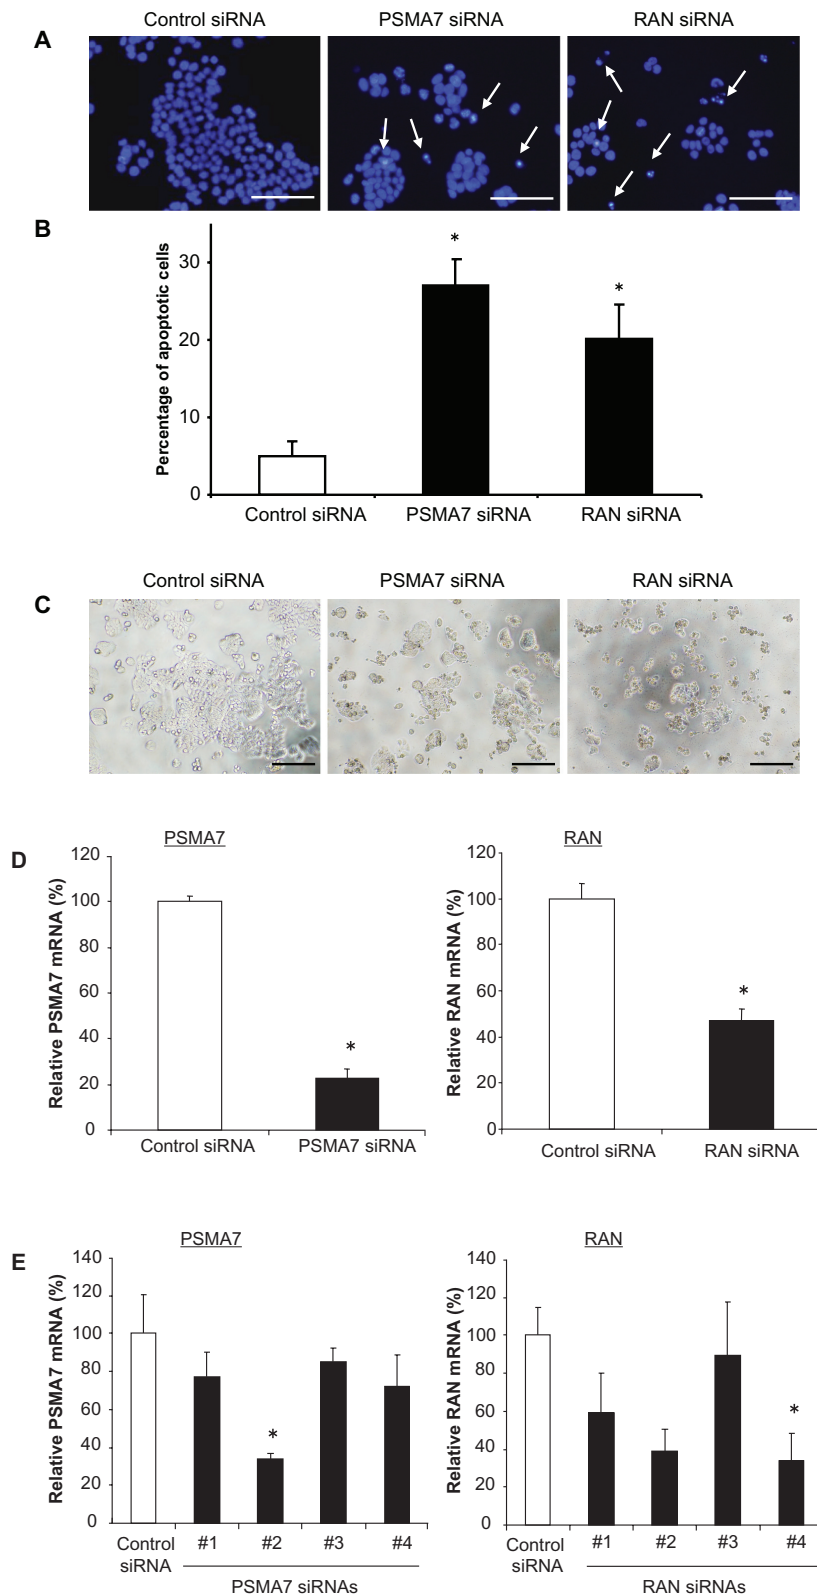 Control siRNA PSMA7 siRNA RAN siRNA
A
B
Percentage of apoptotic cells
30
20
10
0
Control siRNA PSMA7 siRNA RAN siRNA
*
*
Control siRNA PSMA7 siRNA RAN siRNA
C
D
PSMA7
Relative PSMA7 mRNA (%)
120
100
80
60
40
20
0
*
Control siRNA PSMA7 siRNA
RAN
Relative RAN mRNA (%)
120
100
80
60
40
20
0
*
Control siRNA RAN siRNA
E
PSMA7
Relative PSMA7 mRNA (%)
140
120
100
80
60
40
20
0
*
Control siRNA
#1 #2 #3 #4
PSMA7 siRNAs
RAN
Relative RAN mRNA (%)
140
120
100
80
60
40
20
0
*
Control siRNA
#1 #2 #3 #4
RAN siRNAs